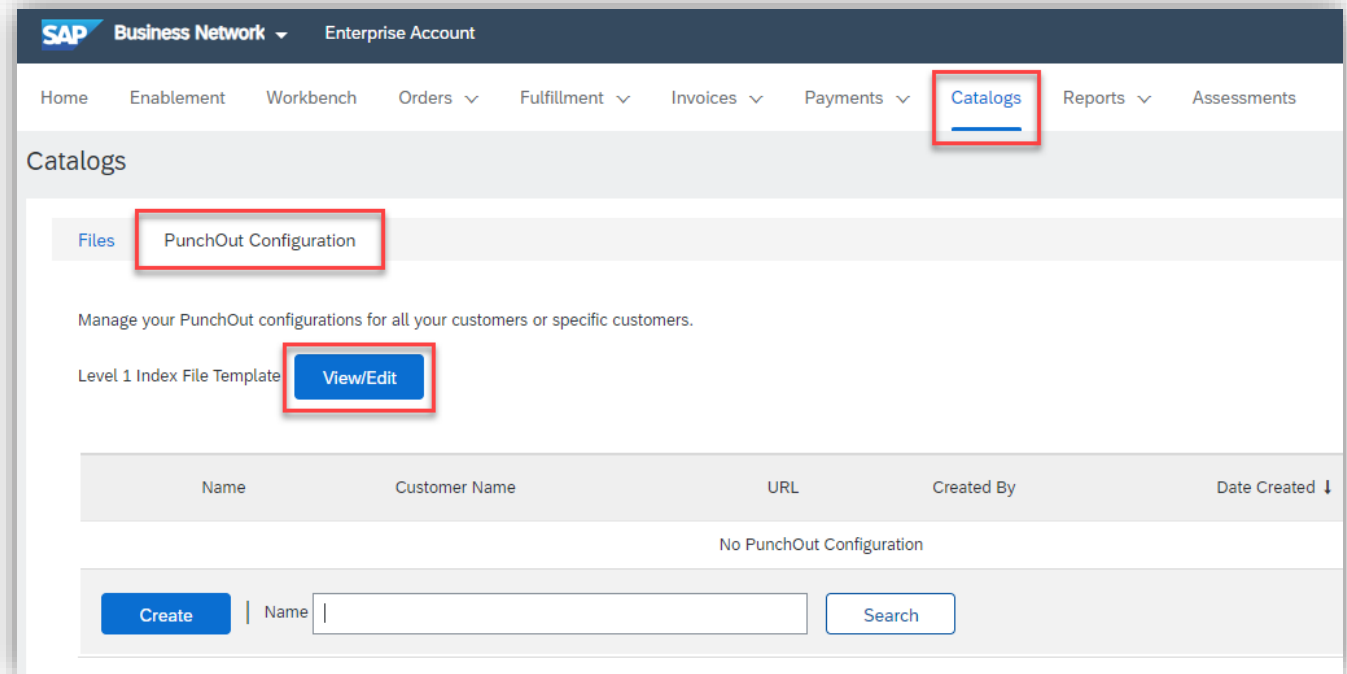 SAP Business Network Enterprise Account
Home Enablement Workbench Orders Fulfillment Invoices Payments Catalogs Reports Assessments
Catalogs
Files PunchOut Configuration
Manage your PunchOut configurations for all your customers or specific customers.
Level 1 Index File Template View/Edit
Name Customer Name URL Created By Date Created
No PunchOut Configuration
Create Name Search